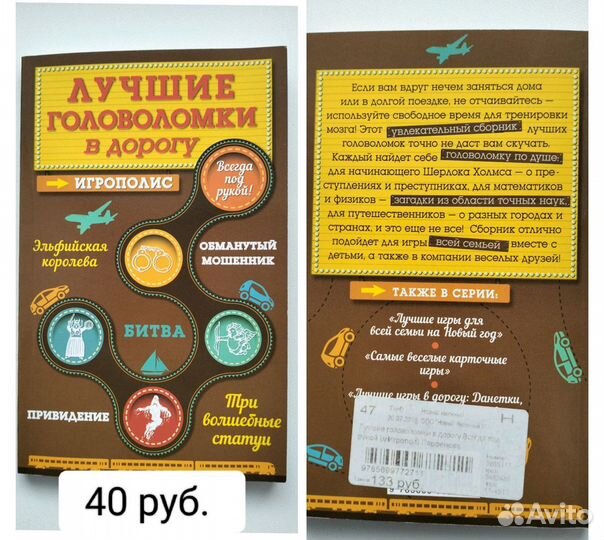 ЛУЧШИЕ
ГОЛОВОЛОМКИ
В ДОРОГУ
Всегда
под
рукой!
ИГРОПОЛИС
Эльфийская
королева
ОБМАНУТЫЙ
МОШЕННИК
БИТВА
ПРИВИДЕНИЕ
Три
волшебные
статуи
40 руб.
Если вам вдруг нечем заняться дома
или в долгой поездке, не отчаивайтесь –
используйте свободное время для тренировки
мозга! Этот увлекательный сборник лучших
головоломок точно не даст вам скучать.
Каждый найдет себе головоломку по душе:
для начинающего Шерлока Холмса – о пре-
ступлениях и преступниках, для математиков
и физиков – загадки из области точных наук,
для путешественников – о разных городах и
странах, и это еще не все! Сборник отлично
подойдет для игры всей семьей вместе с
детьми, а также в компании веселых друзей!
ТАКЖЕ В СЕРИИ:
«Лучшие игры для
всей семьи на Новый год»
«Самые веселые карточные
игры»
«Лучшие игры в дорогу: Данетки,
47
Лучшие головоломки в дорогу
133 руб
Avito